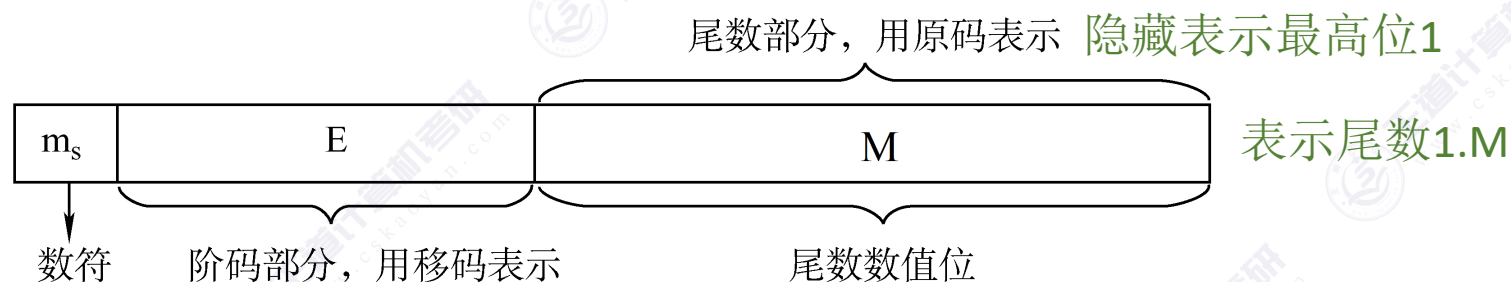 尾数部分，用原码表示 隐藏表示最高位1
m_s E M 表示尾数1.M
数符 阶码部分，用移码表示 尾数数值位